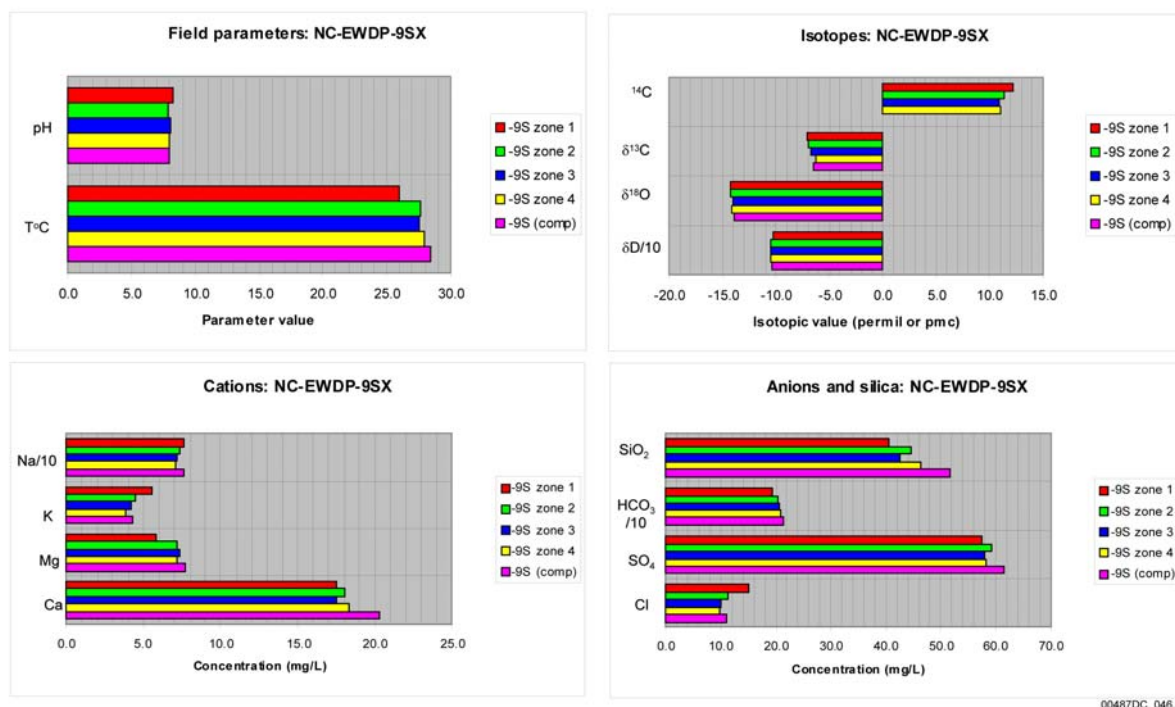 Field parameters: NC-EWDP-9SX
pH
T°C
0.0 5.0 10.0 15.0 20.0 25.0 30.0
Parameter value
-9S zone 1
-9S zone 2
-9S zone 3
-9S zone 4
-9S (comp)
Isotopes: NC-EWDP-9SX
¹⁴C
δ¹³C
δ¹⁸O
δD/10
-20.0 -15.0 -10.0 -5.0 0.0 5.0 10.0 15.0
Isotopic value (permil or pmc)
-9S zone 1
-9S zone 2
-9S zone 3
-9S zone 4
-9S (comp)
Cations: NC-EWDP-9SX
Na/10
K
Mg
Ca
0.0 5.0 10.0 15.0 20.0 25.0
Concentration (mg/L)
-9S zone 1
-9S zone 2
-9S zone 3
-9S zone 4
-9S (comp)
Anions and silica: NC-EWDP-9SX
SiO₂
HCO₃
/10
SO₄
Cl
0.0 10.0 20.0 30.0 40.0 50.0 60.0 70.0
Concentration (mg/L)
-9S zone 1
-9S zone 2
-9S zone 3
-9S zone 4
-9S (comp)
00487DC_046